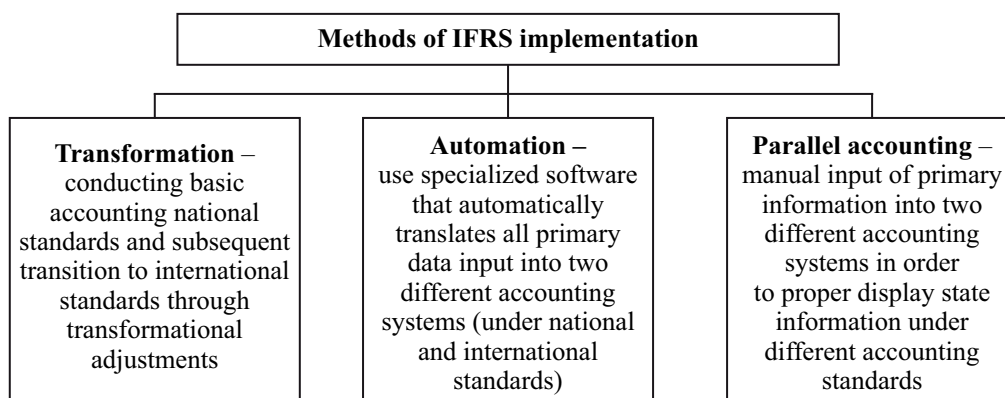 Methods of IFRS implementation
Transformation –
conducting basic
accounting national
standards and subsequent
transition to international
standards through
transformational
adjustments
Automation –
use specialized software
that automatically
translates all primary
data input into two
different accounting
systems (under national
and international
standards)
Parallel accounting –
manual input of primary
information into two
different accounting
systems in order
to proper display state
information under
different accounting
standards